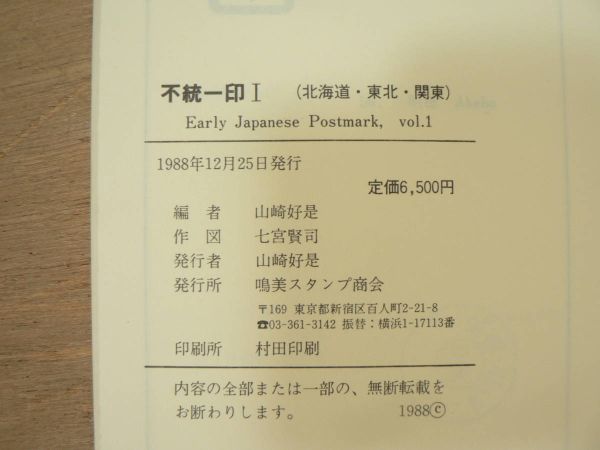 不統一印Ⅰ （北海道・東北・関東）
Early Japanese Postmark, vol.1
1988年12月25日発行
定価6,500円
編者 山崎好是
作図 七宮賢司
発行者 山崎好是
発行所 鳴美スタンプ商会
〒169 東京都新宿区百人町2-21-8
☎03-361-3142 振替：横浜1-17113番
印刷所 村田印刷
内容の全部または一部の、無断転載を
お断わりします。 1988ⓒ